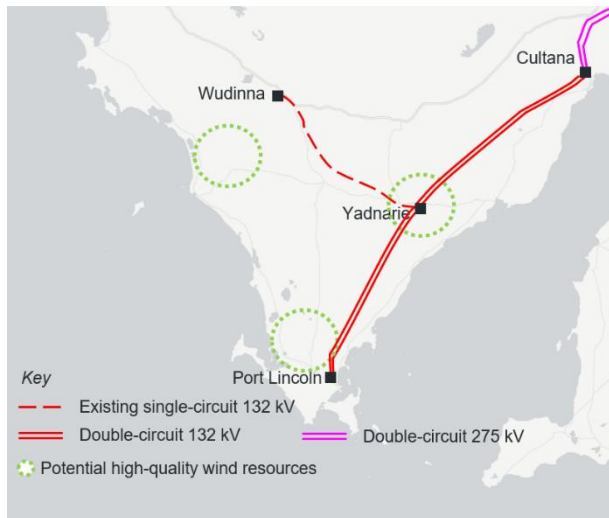 Cultana
Wudinna
Yadnarie
Port Lincoln
Key
Existing single-circuit 132 kV
Double-circuit 132 kV
Double-circuit 275 kV
Potential high-quality wind resources